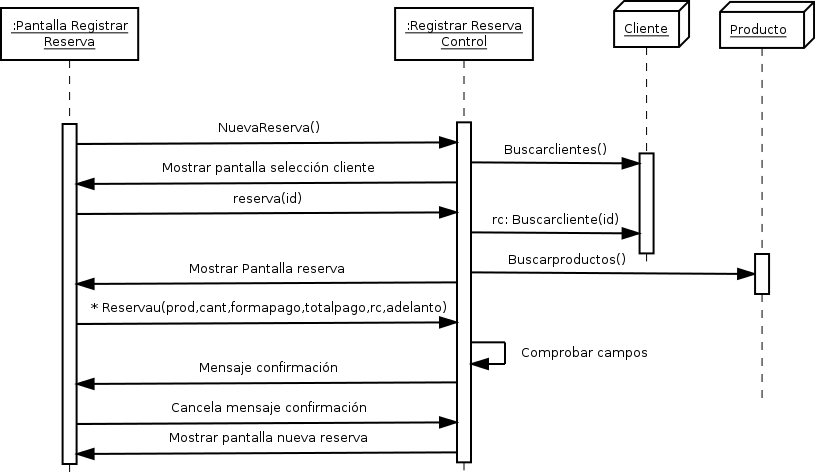 :Pantalla Registrar
Reserva
:Registrar Reserva
Control
Cliente
Producto
NuevaReserva()
Buscarclientes()
Mostrar pantalla selección cliente
reserva(id)
rc: Buscarcliente(id)
Buscarproductos()
Mostrar Pantalla reserva
* Reservau(prod,cant,formapago,totalpago,rc,adelanto)
Comprobar campos
Mensaje confirmación
Cancela mensaje confirmación
Mostrar pantalla nueva reserva